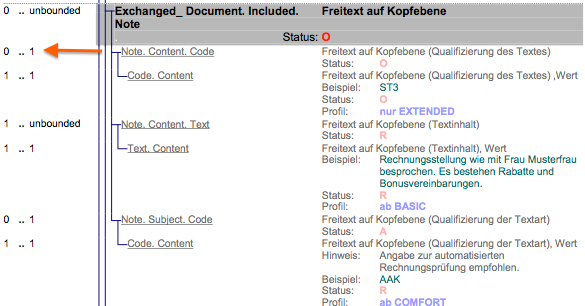 0 .. unbounded Exchanged_ Document. Included. Freitext auf Kopfebene
Note
. Status: O
0 .. 1 Note. Content. Code Freitext auf Kopfebene (Qualifizierung des Textes)
Status: O
1 .. 1 Code. Content Freitext auf Kopfebene (Qualifizierung des Textes) ,Wert
Beispiel: ST3
Status: O
Profil: nur EXTENDED
1 .. unbounded Note. Content. Text Freitext auf Kopfebene (Textinhalt)
Status: R
1 .. 1 Text. Content Freitext auf Kopfebene (Textinhalt), Wert
Beispiel: Rechnungsstellung wie mit Frau Musterfrau
besprochen. Es bestehen Rabatte und
Bonusvereinbarungen.
Status: R
Profil: ab BASIC
0 .. 1 Note. Subject. Code Freitext auf Kopfebene (Qualifizierung der Textart)
Status: A
1 .. 1 Code. Content Freitext auf Kopfebene (Qualifizierung der Textart), Wert
Hinweis: Angabe zur automatisierten
Rechnungsprüfung empfohlen.
Beispiel: AAK
Status: R
Profil: ab COMFORT